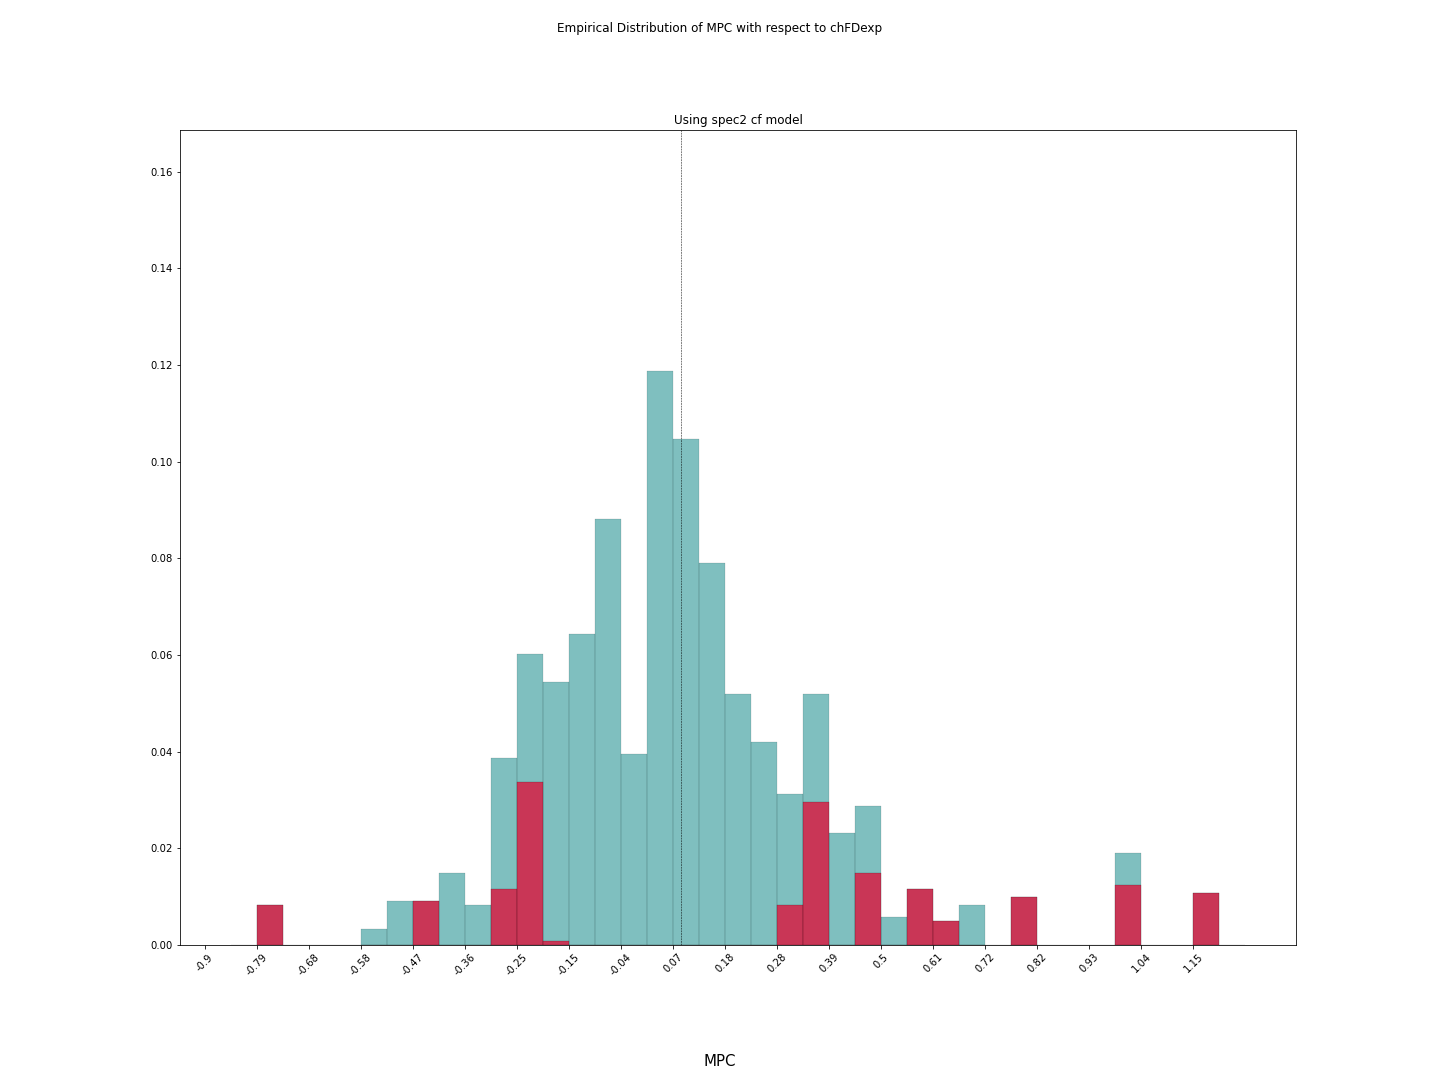 Empirical Distribution of MPC with respect to chFDexp
Using spec2 cf model
0.16
0.14
0.12
0.10
0.08
0.06
0.04
0.02
0.00
-0.9 -0.79 -0.68 -0.58 -0.47 -0.36 -0.25 -0.15 -0.04 0.07 0.18 0.28 0.39 0.5 0.61 0.72 0.82 0.93 1.04 1.15
MPC